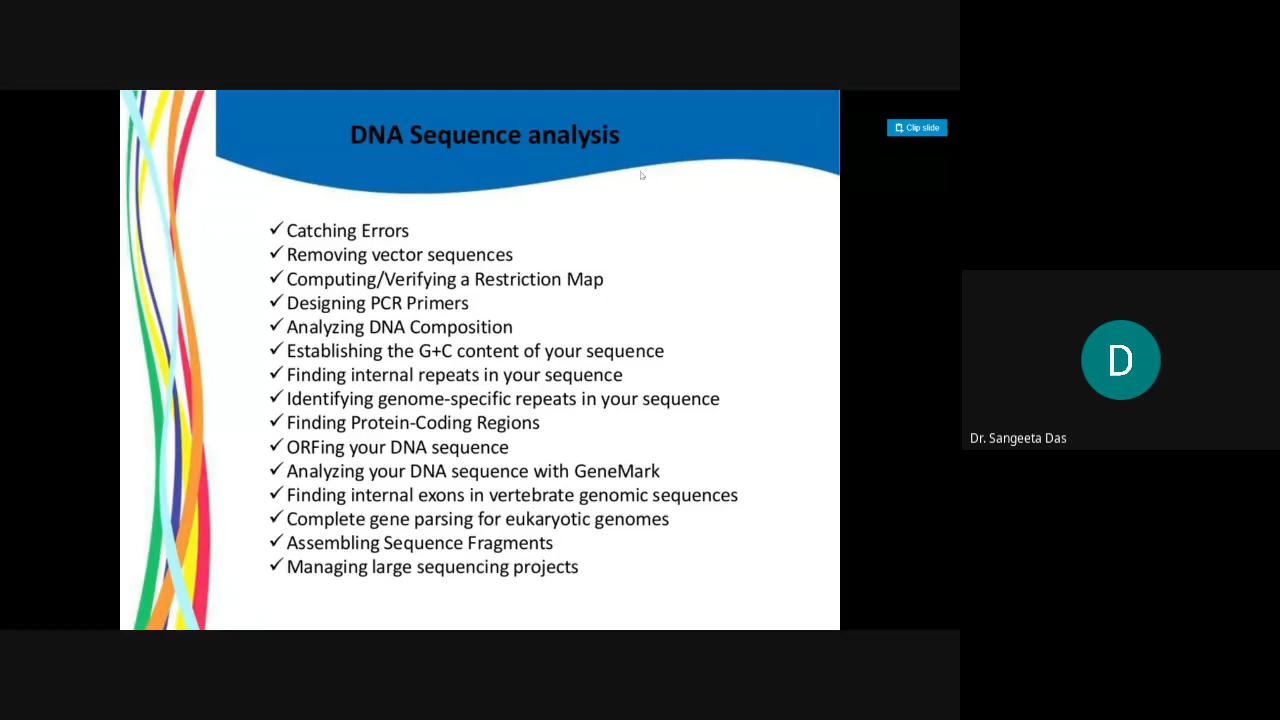 DNA Sequence analysis
Clip slide
✓Catching Errors
✓Removing vector sequences
✓Computing/Verifying a Restriction Map
✓Designing PCR Primers
✓Analyzing DNA Composition
✓Establishing the G+C content of your sequence
✓Finding internal repeats in your sequence
✓Identifying genome-specific repeats in your sequence
✓Finding Protein-Coding Regions
✓ORFing your DNA sequence
✓Analyzing your DNA sequence with GeneMark
✓Finding internal exons in vertebrate genomic sequences
✓Complete gene parsing for eukaryotic genomes
✓Assembling Sequence Fragments
✓Managing large sequencing projects
D
Dr. Sangeeta Das